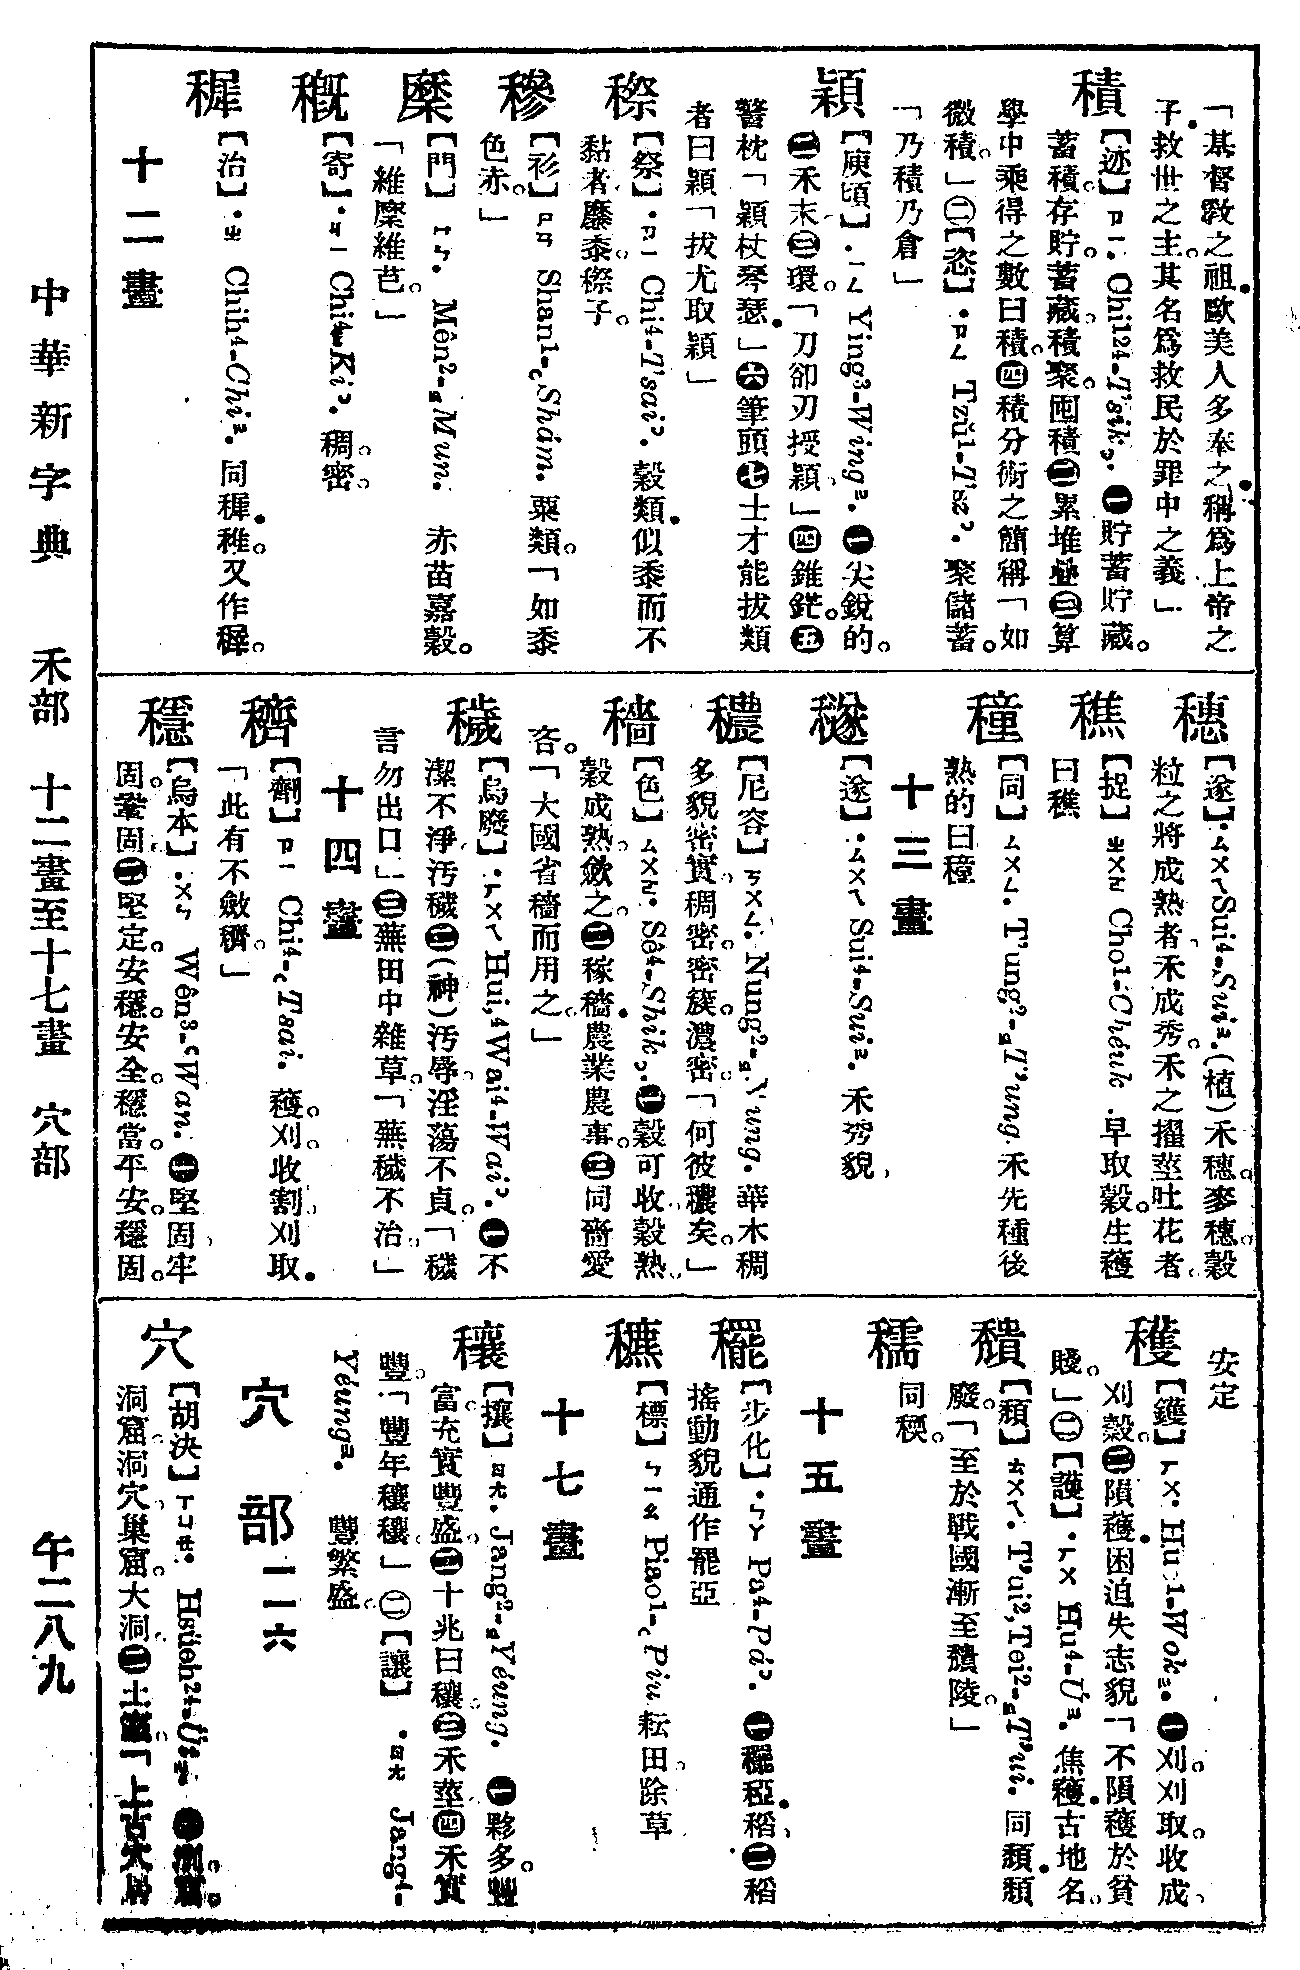 「基督敎之祖歐美人多奉之稱爲上帝之
子救世之主其名爲救民於罪中之義」
積
【迹】ㄗㄧ. Chi¹²⁴-Tsik. ㊀貯蓄貯藏。
蓄積。存貯。蓄藏。積聚。囤積㊁累堆壘㊂算
學中乘得之數曰積。㊃積分術之簡稱「如
微積。」㊁【恣】·ㄗㄥ Tzŭ¹-Tsz. 聚儲蓄。
「乃積乃倉」
穎
【庾頃】·ㄧㄥ Ying³-Wing. ㊀尖銳的。
㊁禾末㊂環。「刀卻刃授穎」㊃錐鋩。㊄
警枕「穎杖琴瑟」㊅筆頭㊆士才能拔類
者曰穎「拔尤取穎」
穄
【祭】·ㄗㄧ Chi⁴-Tsai. 穀類似黍而不
黏者。穈黍。穄子。
穇
【衫】ㄕㄢ Shan¹-Shám. 粟類。「如黍
色赤。」
穈
【門】ㄇㄣ. Mên²-Mun. 赤苗嘉穀。
「維穈維芑。」
穊
【寄】·ㄐㄧ Chi⁴-Ki. 稠。密。
穉
【治】·ㄓ Chih⁴-Chi. 同穉稚。又作穉。
十二畫
穗
【遂】·ㄙㄨㄟ Sui⁴-Sui.(植)禾穗。麥穗。穀
粒之將成熟者。禾成秀。禾之擢莖吐花者。
穛
【捉】ㄓㄨㄛ Cho¹-Cheuk. 早取穀。生穫
曰穛
穜
【同】ㄊㄨㄥ. T'ung²-T'ung. 禾先種後
熟的曰穜
十三畫
穟
【遂】·ㄙㄨㄟ Sui⁴-Sui. 禾秀貌
穠
【尼容】ㄋㄨㄥ. Nung²-Nung. 華木稠
多貌密實。稠密。密簇。濃密。「何彼穠矣」
穡
【色】ㄙㄨㄛ. Sê⁴-Shik. ㊀穀可收。穀熟。
穀成熟。斂之。㊁稼穡農業農事。㊂同嗇愛
吝。「大國省穡而用之」
穢
【烏廢】·ㄏㄨㄟ Hui,⁴ Wai⁴-Wai. ㊀不
潔不淨。汚穢㊁(神)汚辱淫蕩不貞。「穢
言勿出口」㊂蕪田中雜草。「蕪穢不治」
十四畫
穧
【劑】ㄗㄧ Chi⁴-Tsai. 穫。刈。收割。刈取
「此有不斂穧。」
穩
【烏本】·ㄨㄣ Wên³-Wan. ㊀堅固牢
固。鞏固。㊁堅定。安穩。安全。穩當。平安。穩固。
安定
穫
【鑊】ㄏㄨ. Hu¹-Wok. ㊀刈。刈取。收成。
刈穀。㊁隕穫困迫失志貌「不隕穫於貧
賤。」㊁【護】·ㄏㄨ Hu⁴-Ú. 焦穫古地名。
穨
【頹】ㄊㄨㄟ. T'ui², Tei²-T'ui. 同頹頹
廢。「至於戰國漸至穨陵。」
穤
同稬。
十五畫
䆉
【步化】·ㄅㄚ Pa⁴-Pá. ㊀䆉稏稻。㊁稻
搖動貌通作罷亞
穮
【標】ㄅㄧㄠ Piao¹-Piu 耘田。除草
十七畫
穰
【攘】ㄖㄤ. Jang²-Yéung. ㊀夥多。豐
富。充實。豐盛㊁十兆曰穰㊂禾莖㊃禾實
豐。「豐年穰穰」㊁【讓】·ㄖㄤ Jang⁴-
Yéung. 豐繁盛。
穴部 一一六
穴
【胡決】ㄒㄩㄝ. Hsüeh²⁴-Üt. ㊀洞窟。
洞窟。洞穴。巢窟。大洞㊁土窰「上古穴居
中華新字典 禾部 十二畫至十七畫 穴部 午二八九